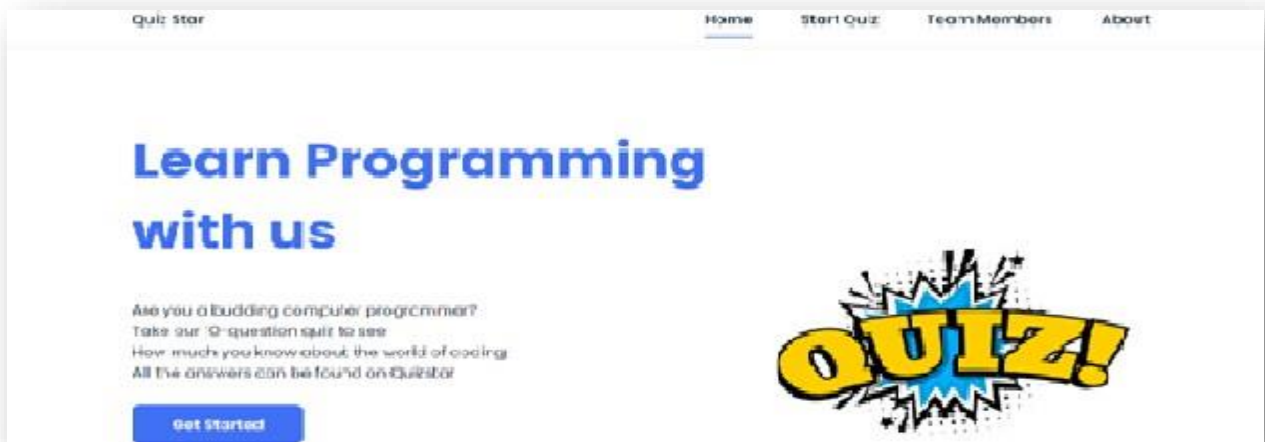 Quiz Star
Home Start Quiz Team Members About
Learn Programming
with us
Are you a budding computer programmer?
Take our 10-question quiz to see
How much you know about the world of coding
All the answers can be found on Quizstar
Get Started
QUIZ!